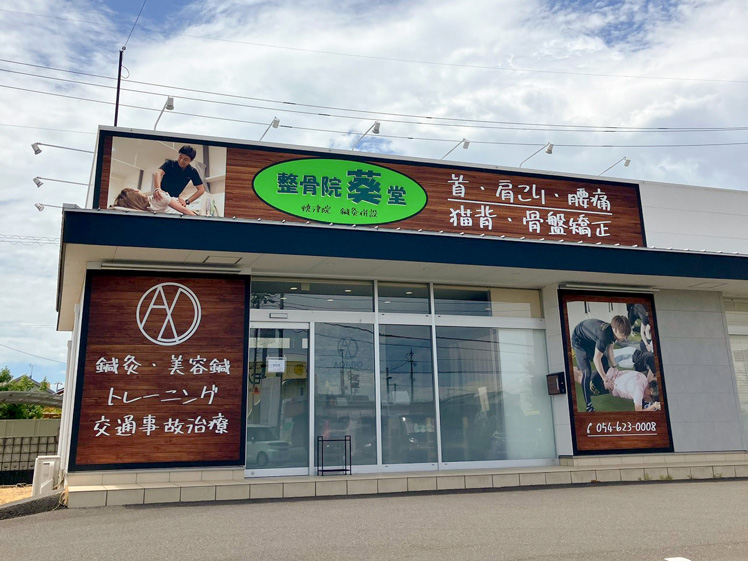 整骨院 葵堂
焼津院 鍼灸併設
首・肩こり・腰痛
猫背・骨盤矯正
鍼灸・美容鍼
トレーニング
交通事故治療
054-623-0008